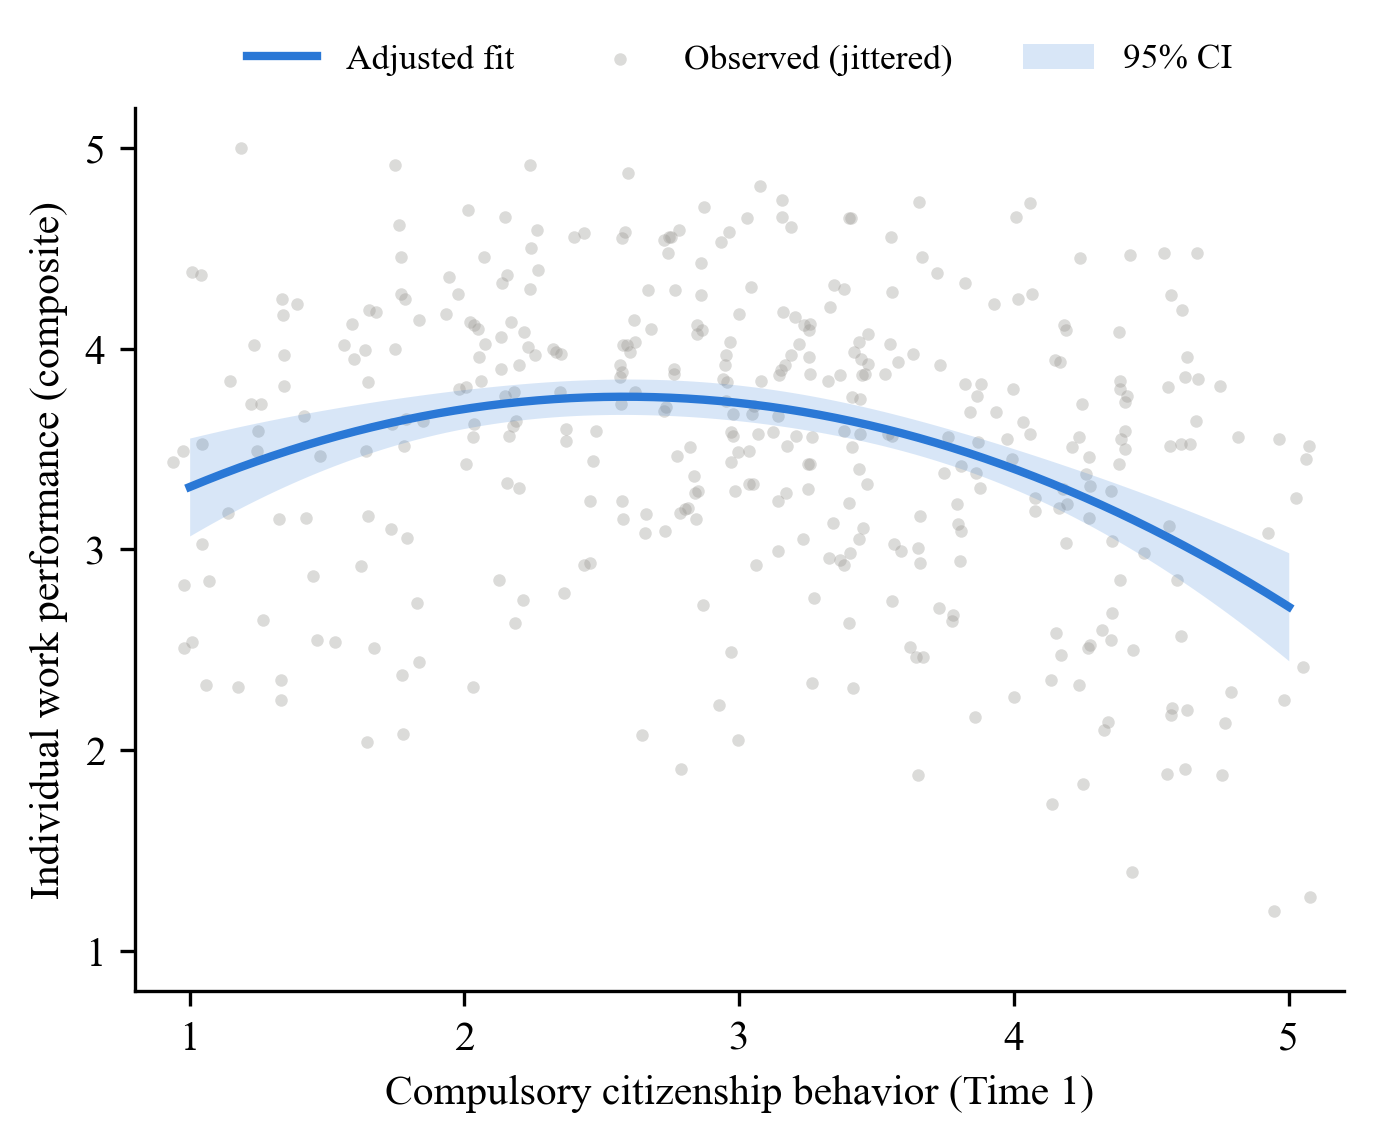 Adjusted fit
Observed (jittered)
95% CI
Individual work performance (composite)
5
4
3
2
1
1
2
3
4
5
Compulsory citizenship behavior (Time 1)